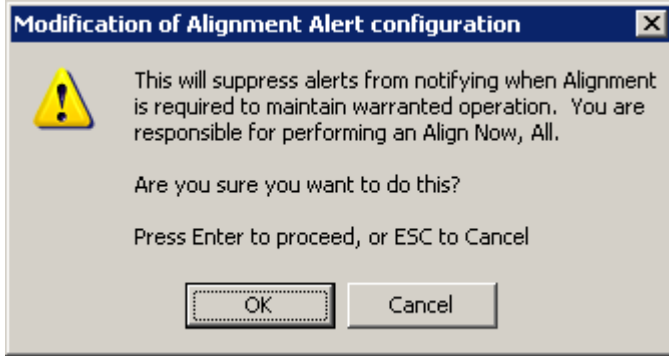 Modification of Alignment Alert configuration
This will suppress alerts from notifying when Alignment
is required to maintain warranted operation.  You are
responsible for performing an Align Now, All.
Are you sure you want to do this?
Press Enter to proceed, or ESC to Cancel
OK
Cancel